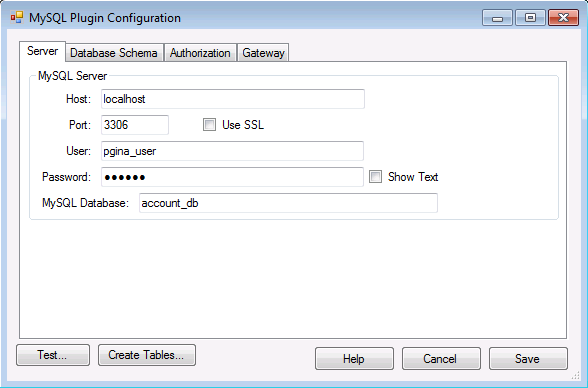 MySQL Plugin Configuration
Server Database Schema Authorization Gateway
MySQL Server
Host: localhost
Port: 3306 Use SSL
User: pgina_user
Password: ●●●●●● Show Text
MySQL Database: account_db
Test... Create Tables... Help Cancel Save